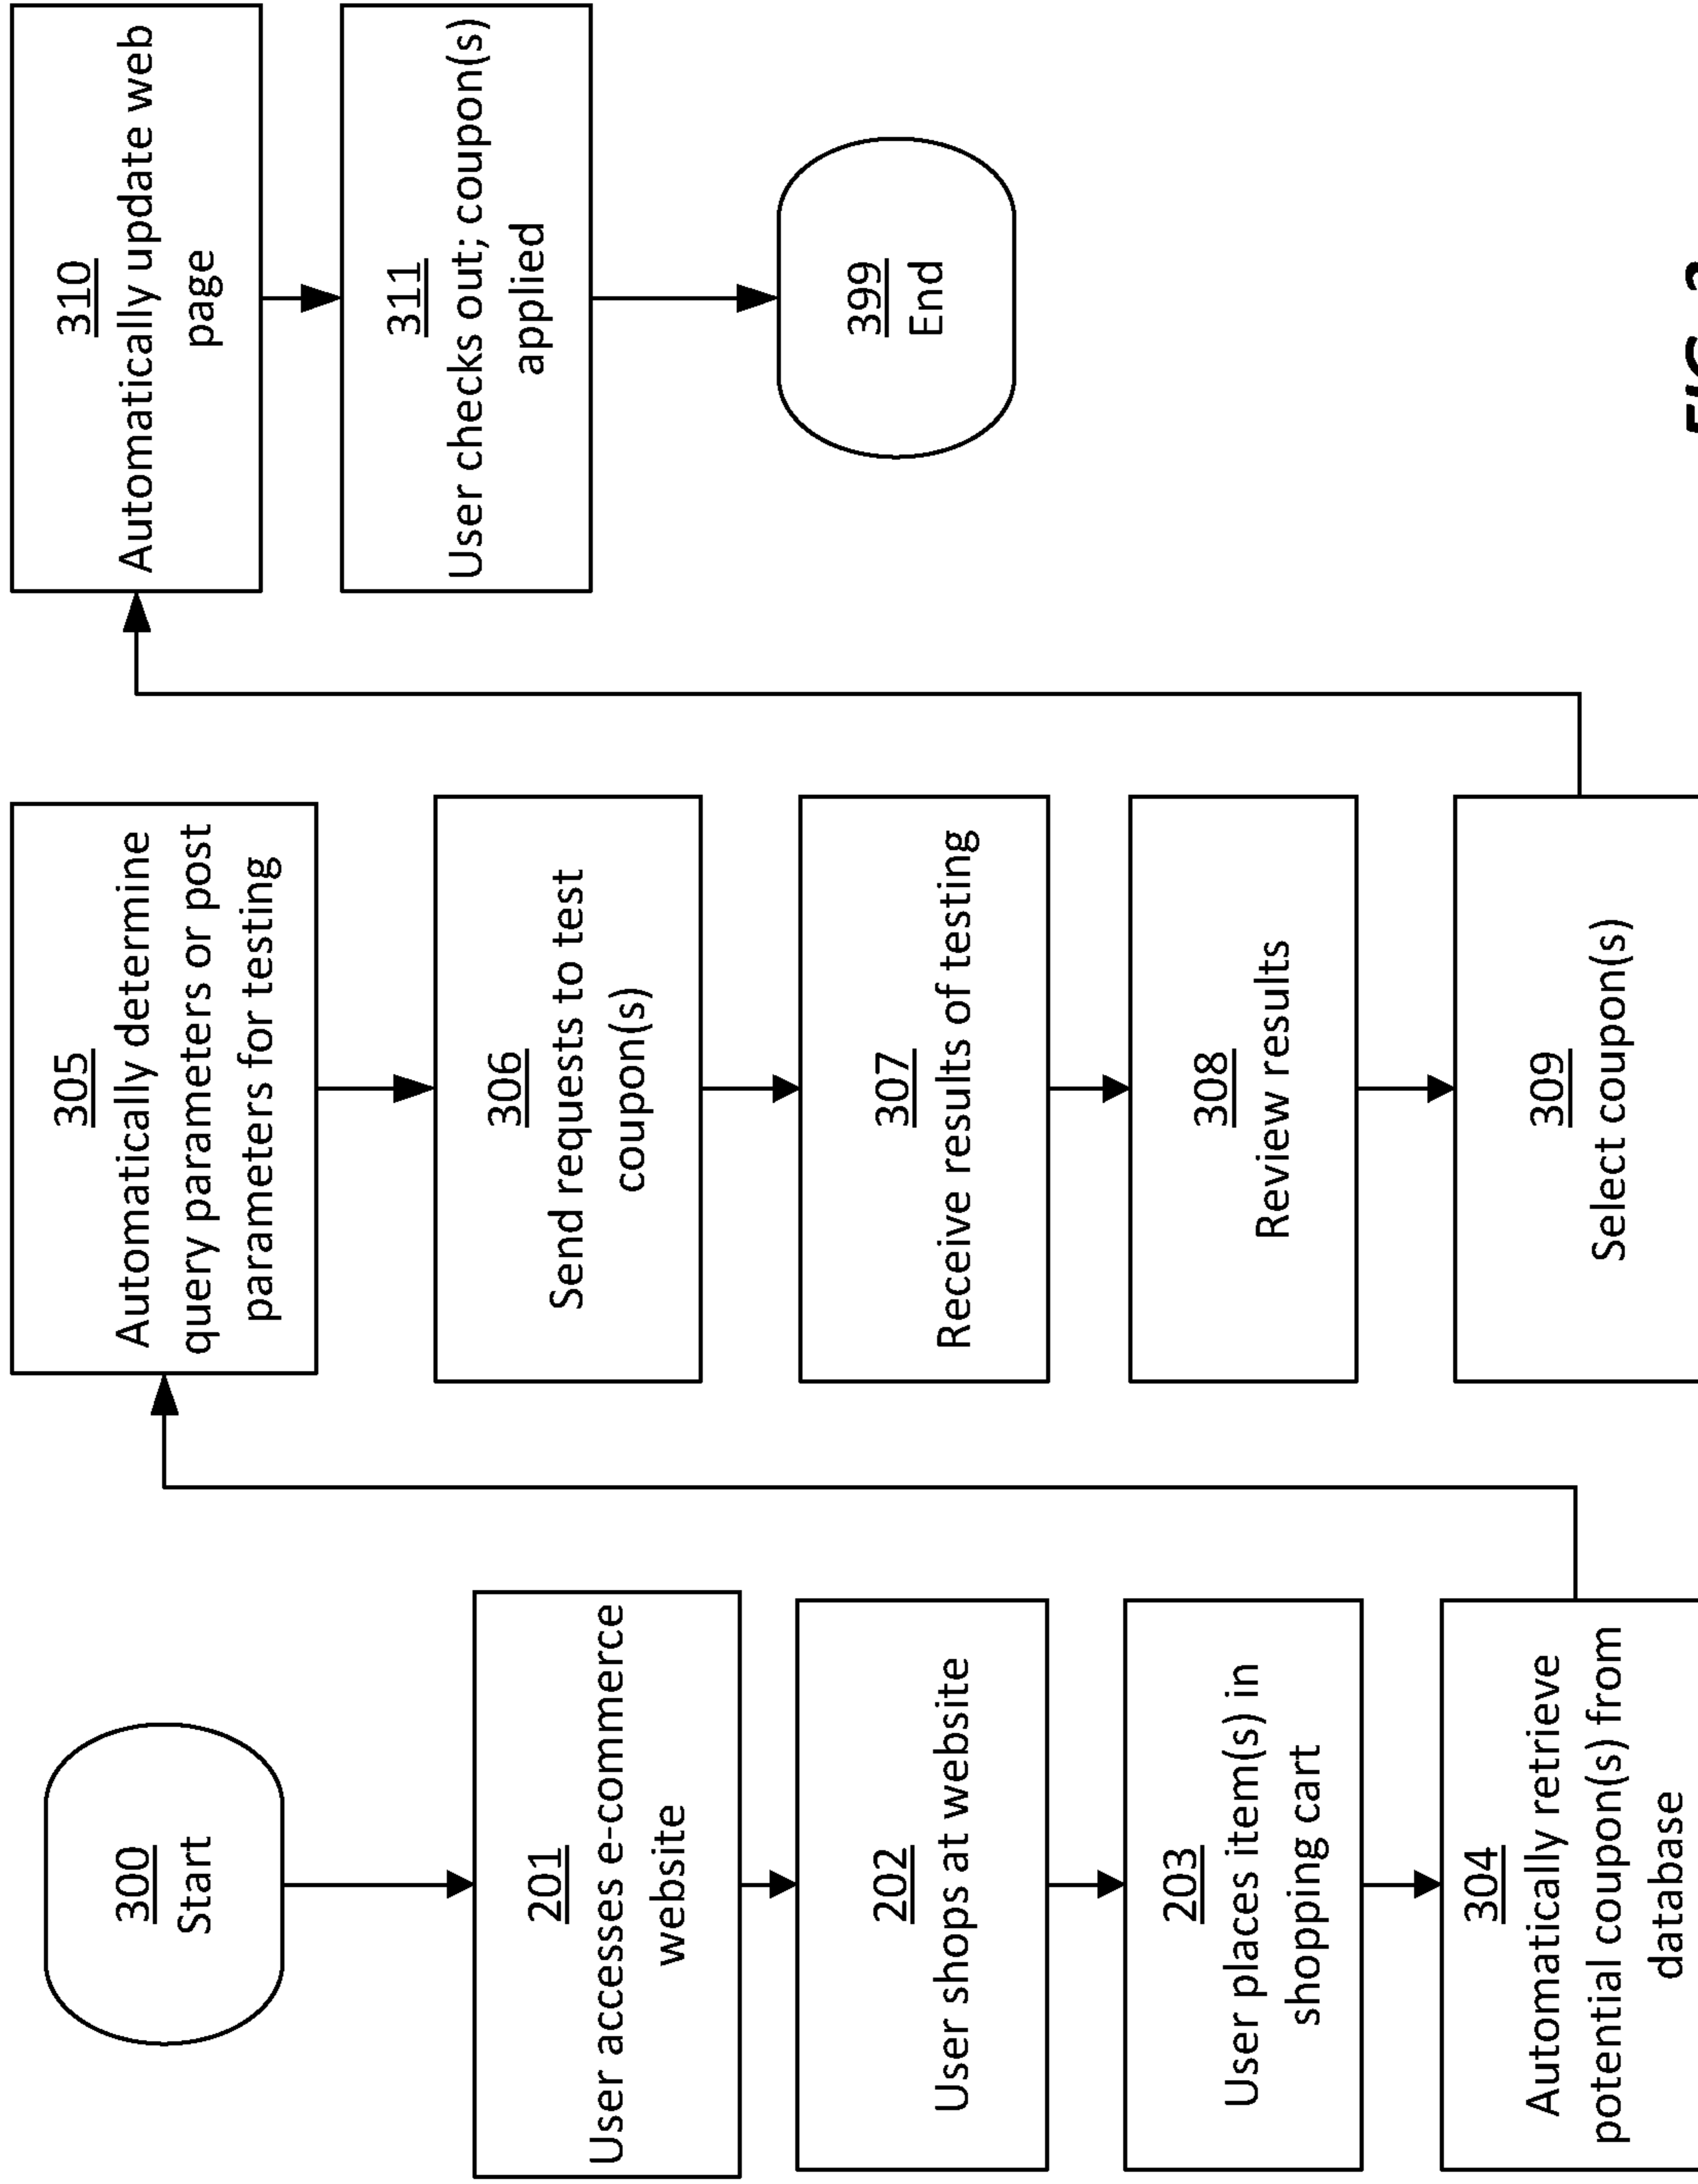 300
Start
201
User accesses e-commerce
website
202
User shops at website
203
User places item(s) in
shopping cart
304
Automatically retrieve
potential coupon(s) from
database
305
Automatically determine
query parameters or post
parameters for testing
306
Send requests to test
coupon(s)
307
Receive results of testing
308
Review results
309
Select coupon(s)
310
Automatically update web
page
311
User checks out; coupon(s)
applied
399
End
FIG.